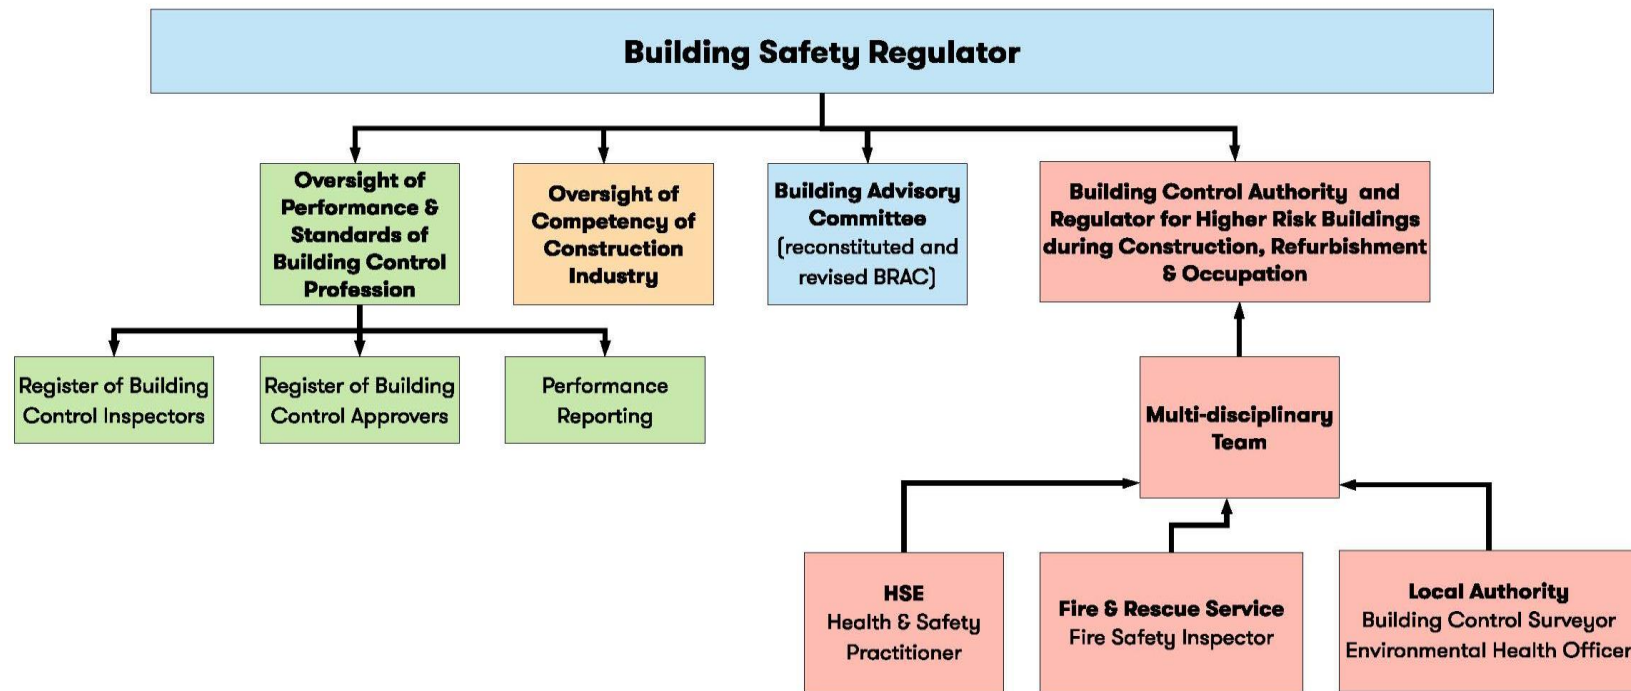 Building Safety Regulator
Oversight of
Performance &
Standards of
Building Control
Profession
Oversight of
Competency of
Construction
Industry
Building Advisory
Committee
(reconstituted and
revised BRAC)
Building Control Authority and
Regulator for Higher Risk Buildings
during Construction, Refurbishment
& Occupation
Register of Building
Control Inspectors
Register of Building
Control Approvers
Performance
Reporting
Multi-disciplinary
Team
HSE
Health & Safety
Practitioner
Fire & Rescue Service
Fire Safety Inspector
Local Authority
Building Control Surveyor
Environmental Health Officer